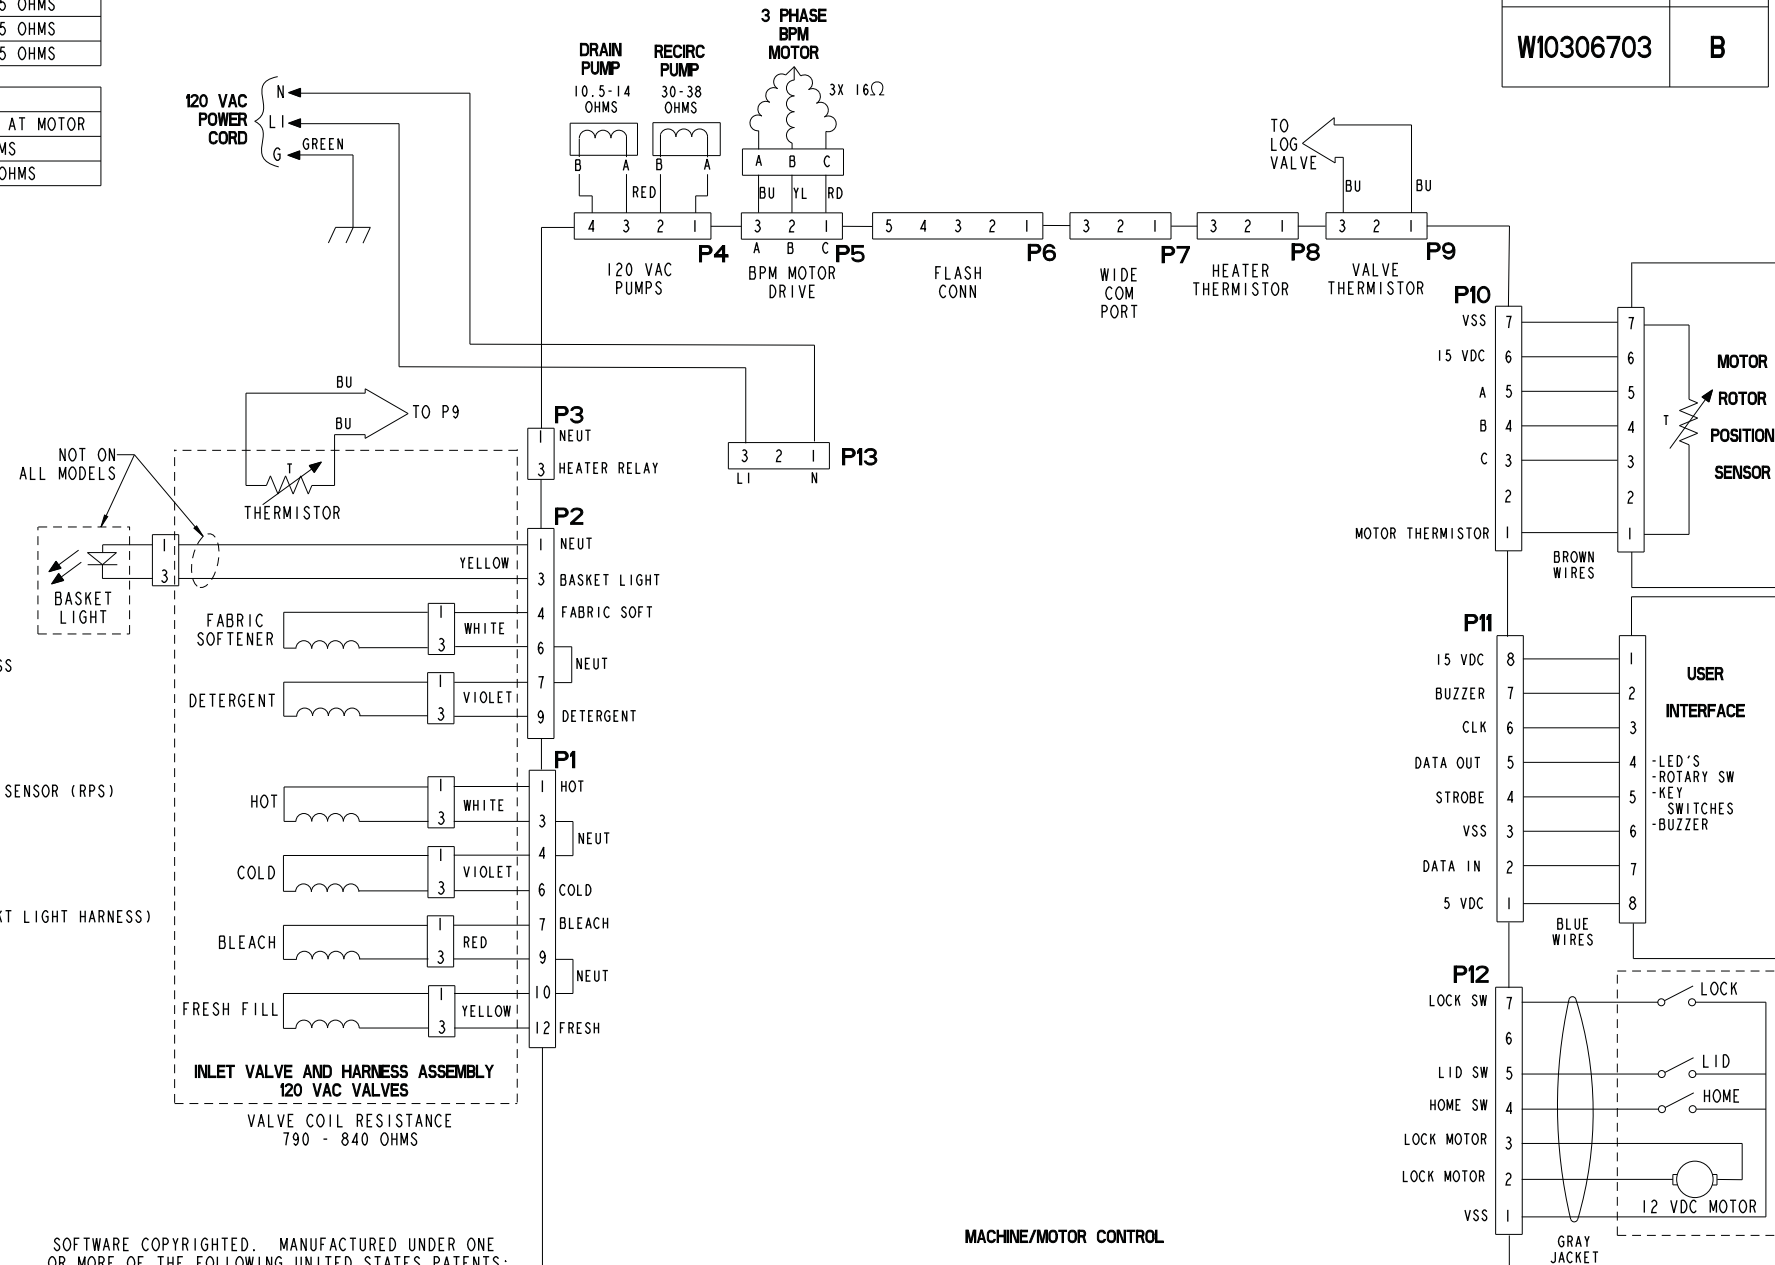 5 OHMS
5 OHMS
5 OHMS
AT MOTOR
MS
OHMS
W10306703 B
120 VAC
POWER
CORD
N
L1
G GREEN
DRAIN
PUMP
10.5-14
OHMS
B A
RECIRC
PUMP
30-38
OHMS
B A
RED
3 PHASE
BPM
MOTOR
3X 16Ω
A B C
BU YL RD
TO
LOG
VALVE
BU BU
4 3 2 1
P4
120 VAC
PUMPS
3 2 1
A B C
P5
BPM MOTOR
DRIVE
5 4 3 2 1
P6
FLASH
CONN
3 2 1
P7
WIDE
COM
PORT
3 2 1
P8
HEATER
THERMISTOR
3 2 1
P9
VALVE
THERMISTOR
BU
BU
TO P9
T
THERMISTOR
NOT ON
ALL MODELS
BASKET
LIGHT
1
3
P3
1 NEUT
3 HEATER RELAY
3 2 1
L1 N
P13
P2
1 NEUT
YELLOW
3 BASKET LIGHT
4 FABRIC SOFT
6
NEUT
7
9 DETERGENT
FABRIC
SOFTENER
1
3
WHITE
DETERGENT
1
3
VIOLET
P1
1 HOT
3
NEUT
4
6 COLD
7 BLEACH
9
NEUT
10
12 FRESH
HOT
1
3
WHITE
COLD
1
3
VIOLET
BLEACH
1
3
RED
FRESH FILL
1
3
YELLOW
INLET VALVE AND HARNESS ASSEMBLY
120 VAC VALVES
VALVE COIL RESISTANCE
790 - 840 OHMS
SS
SENSOR (RPS)
KT LIGHT HARNESS)
P10
VSS 7 7
15 VDC 6 6
A 5 5
B 4 4
C 3 3
2 2
MOTOR THERMISTOR 1 1
BROWN
WIRES
T
MOTOR
ROTOR
POSITION
SENSOR
P11
15 VDC 8 1
BUZZER 7 2
CLK 6 3
DATA OUT 5 4
STROBE 4 5
VSS 3 6
DATA IN 2 7
5 VDC 1 8
BLUE
WIRES
USER
INTERFACE
-LED'S
-ROTARY SW
-KEY
SWITCHES
-BUZZER
P12
LOCK SW 7 LOCK
6
LID SW 5 LID
HOME SW 4 HOME
LOCK MOTOR 3
LOCK MOTOR 2
12 VDC MOTOR
VSS 1
GRAY
JACKET
MACHINE/MOTOR CONTROL
SOFTWARE COPYRIGHTED. MANUFACTURED UNDER ONE
OR MORE OF THE FOLLOWING UNITED STATES PATENTS: